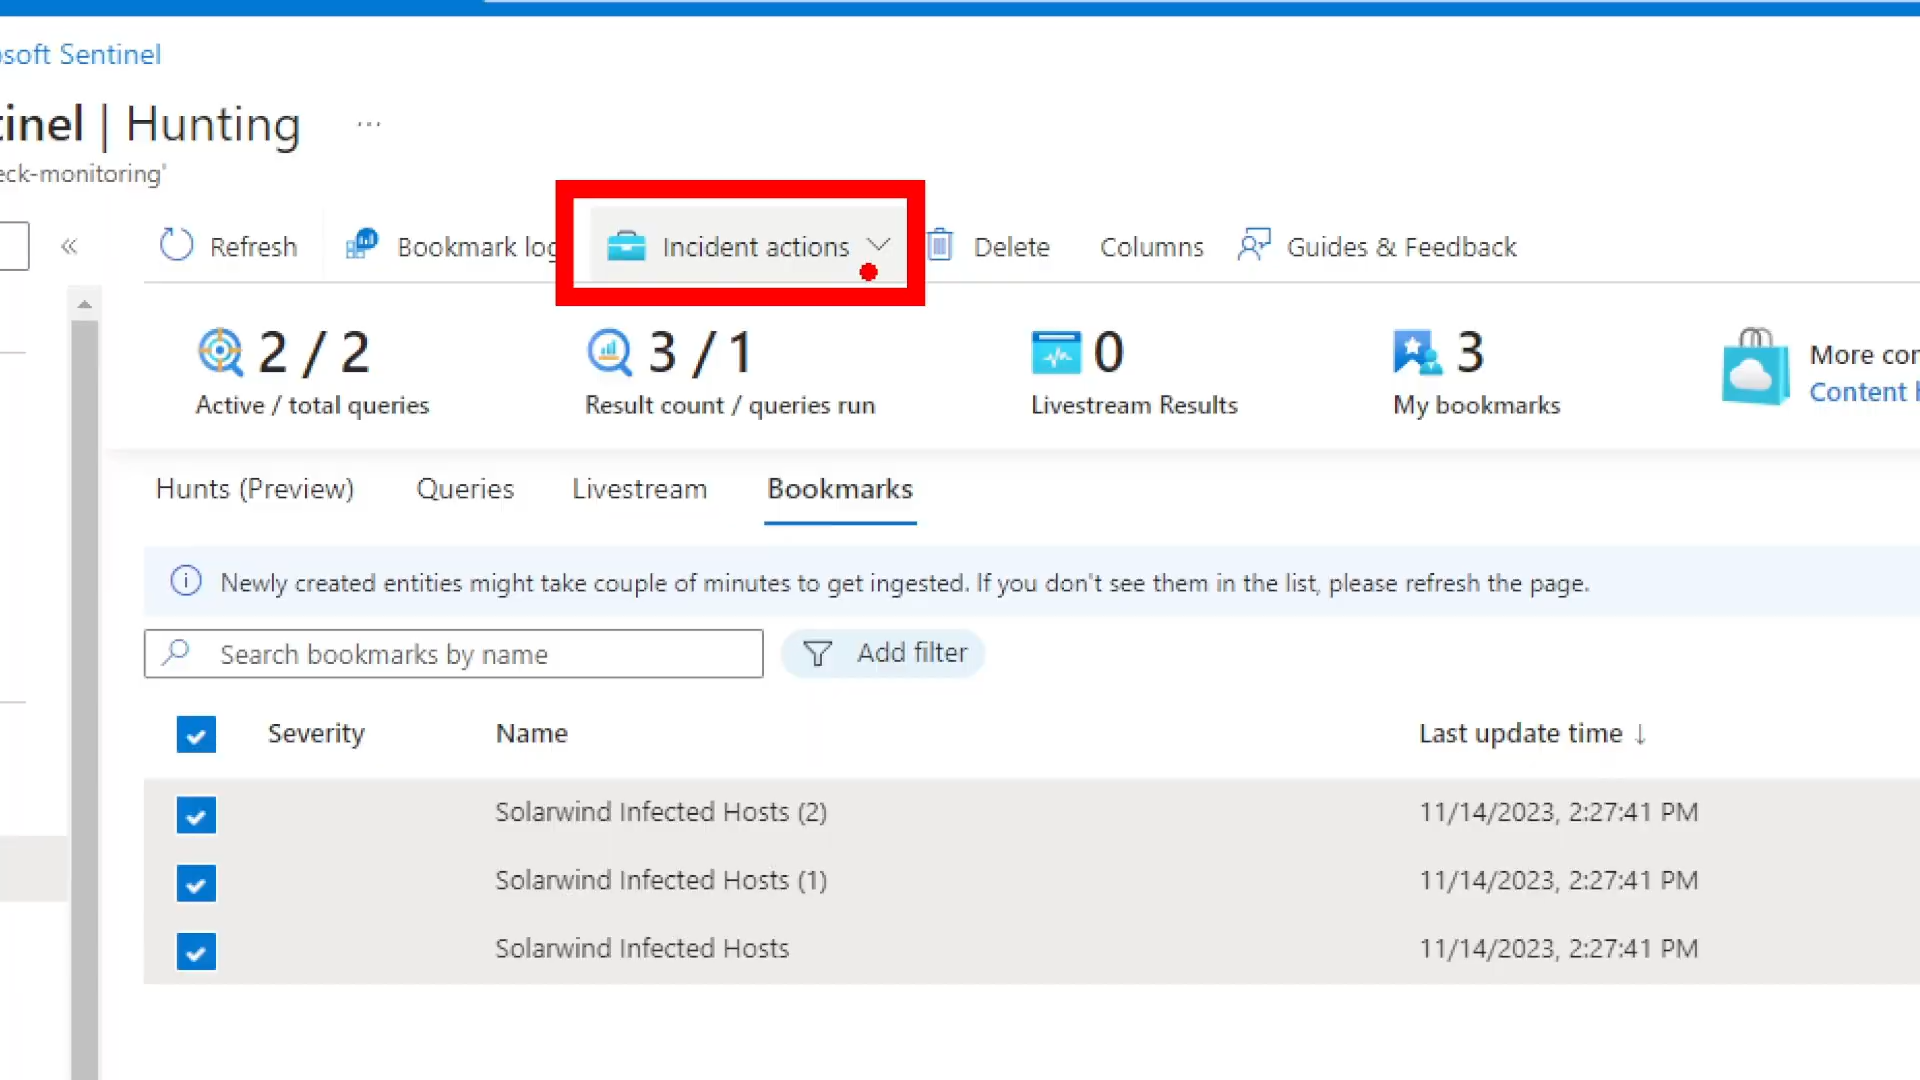 soft Sentinel
tinel | Hunting ...
eck-monitoring'
Refresh Bookmark log Incident actions Delete Columns Guides & Feedback
2 / 2 3 / 1 0 3
More con
Active / total queries Result count / queries run Livestream Results My bookmarks
Content h
Hunts (Preview) Queries Livestream Bookmarks
Newly created entities might take couple of minutes to get ingested. If you don't see them in the list, please refresh the page.
Search bookmarks by name Add filter
Severity Name Last update time ↓
Solarwind Infected Hosts (2) 11/14/2023, 2:27:41 PM
Solarwind Infected Hosts (1) 11/14/2023, 2:27:41 PM
Solarwind Infected Hosts 11/14/2023, 2:27:41 PM